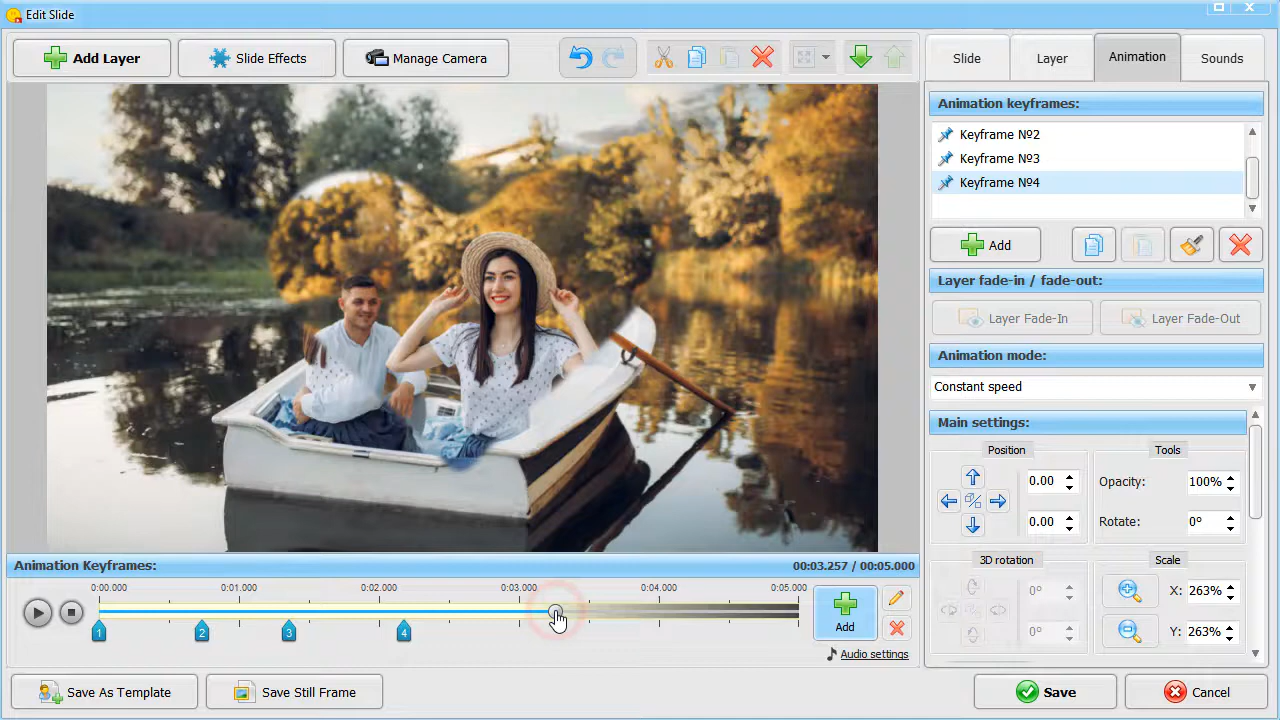 Edit Slide
Add Layer
Slide Effects
Manage Camera
Slide
Layer
Animation
Sounds
Animation keyframes:
Keyframe №2
Keyframe №3
Keyframe №4
Add
Layer fade-in / fade-out:
Layer Fade-In
Layer Fade-Out
Animation mode:
Constant speed
Main settings:
Position
Tools
0.00
Opacity:
100%
0.00
Rotate:
0°
3D rotation
Scale
0°
X:
263%
0°
Y:
263%
Animation Keyframes:
00:03.257 / 00:05.000
0:00.000
0:01.000
0:02.000
0:03.000
0:04.000
0:05.000
1
2
3
4
Add
Audio settings
Save As Template
Save Still Frame
Save
Cancel